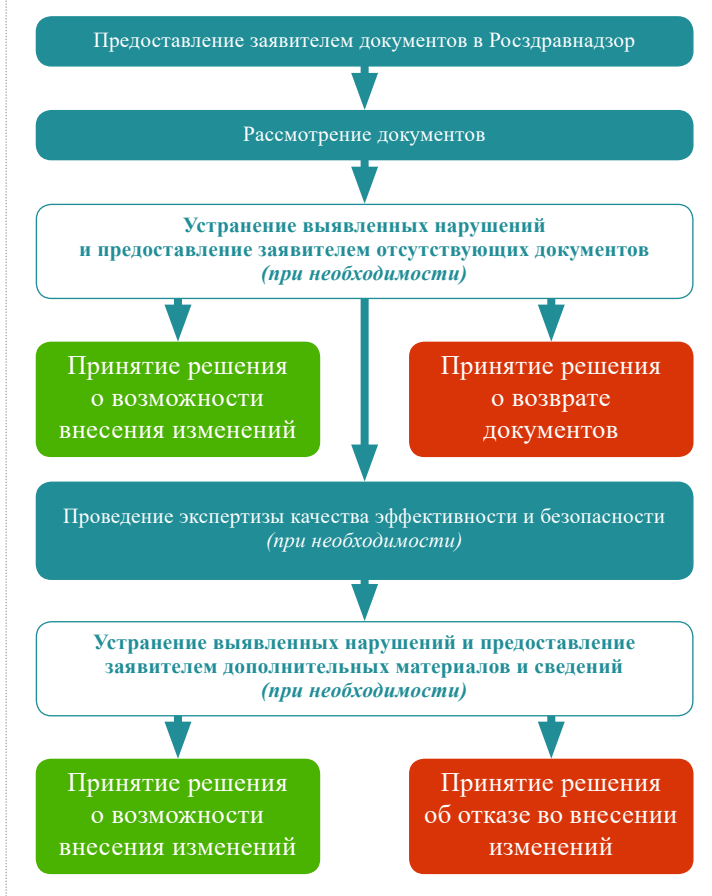 Предоставление заявителем документов в Росздравнадзор
Рассмотрение документов
Устранение выявленных нарушений
и предоставление заявителем отсутствующих документов
(при необходимости)
Принятие решения
о возможности
внесения изменений
Принятие решения
о возврате
документов
Проведение экспертизы качества эффективности и безопасности
(при необходимости)
Устранение выявленных нарушений и предоставление
заявителем дополнительных материалов и сведений
(при необходимости)
Принятие решения
о возможности
внесения изменений
Принятие решения
об отказе во внесении
изменений